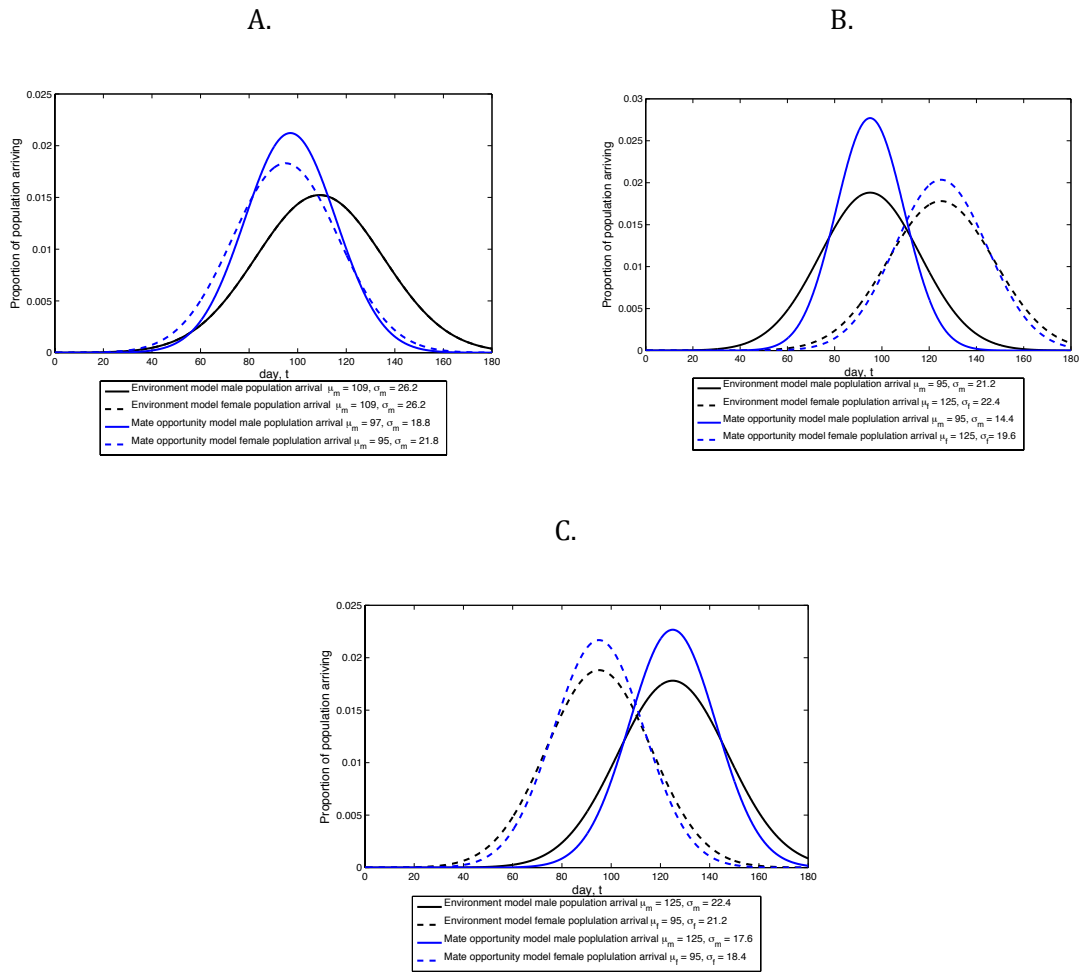 A.
Proportion of population arriving
0.025
0.02
0.015
0.01
0.005
0
0 20 40 60 80 100 120 140 160 180
day, t
Environment model male poplulation arrival μm = 109, σm = 26.2
Environment model female poplulation arrival μm = 109, σm = 26.2
Mate opportunity model male poplulation arrival μm = 97, σm = 18.8
Mate opportunity model female poplulation arrival μm = 95, σm = 21.8
B.
Proportion of population arriving
0.03
0.025
0.02
0.015
0.01
0.005
0
0 20 40 60 80 100 120 140 160 180
day, t
Environment model male popluplation arrival μm = 95, σm = 21.2
Environment model female poplulation arrival μf = 125, σf = 22.4
Mate opportunity model male poplulation arrival μm = 95, σm = 14.4
Mate opportunity model female poplulation arrival μf = 125, σf= 19.6
C.
Proportion of population arriving
0.025
0.02
0.015
0.01
0.005
0
0 20 40 60 80 100 120 140 160 180
day, t
Environment model male poplulation arrival μm = 125, σm = 22.4
Environment model female poplulation arrival μf = 95, σf = 21.2
Mate opportunity model male poplulation arrival μm = 125, σm = 17.6
Mate opportunity model female poplulation arrival μf = 95, σf = 18.4